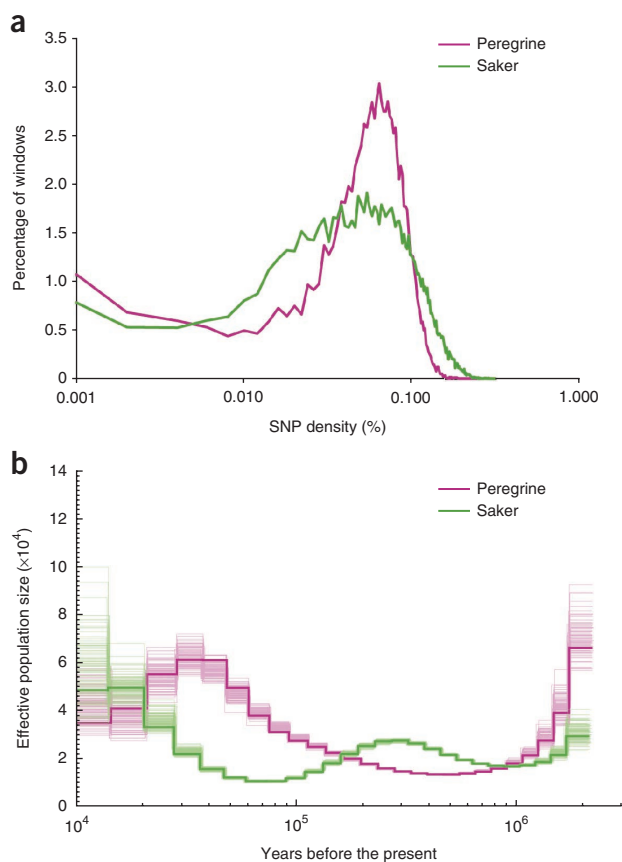 a
Peregrine
Saker
3.5
3.0
2.5
2.0
1.5
1.0
0.5
0
0.001
0.010
0.100
1.000
Percentage of windows
SNP density (%)
b
Peregrine
Saker
14
12
10
8
6
4
2
0
10⁴
10⁵
10⁶
Effective population size (×10⁴)
Years before the present